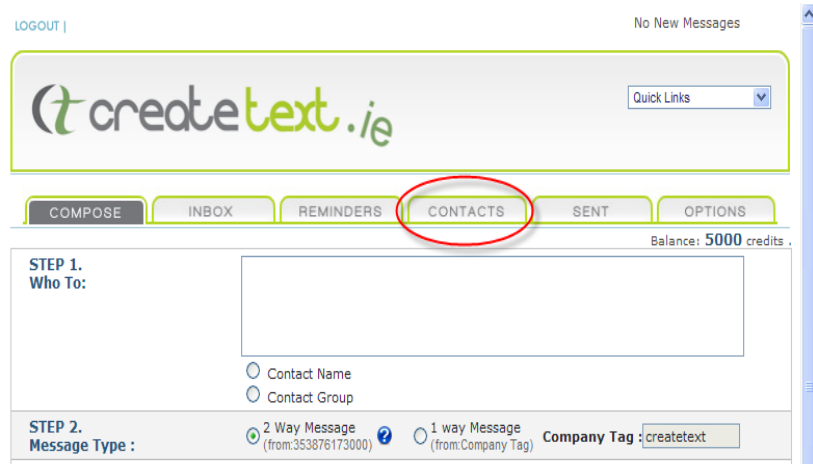 LOGOUT |
No New Messages
(t createtext.ie
Quick Links
COMPOSE INBOX REMINDERS CONTACTS SENT OPTIONS
Balance: 5000 credits .
STEP 1.
Who To:
Contact Name
Contact Group
STEP 2.
Message Type :
2 Way Message
(from:353876173000)
?
1 way Message
(from:Company Tag)
Company Tag : createtext